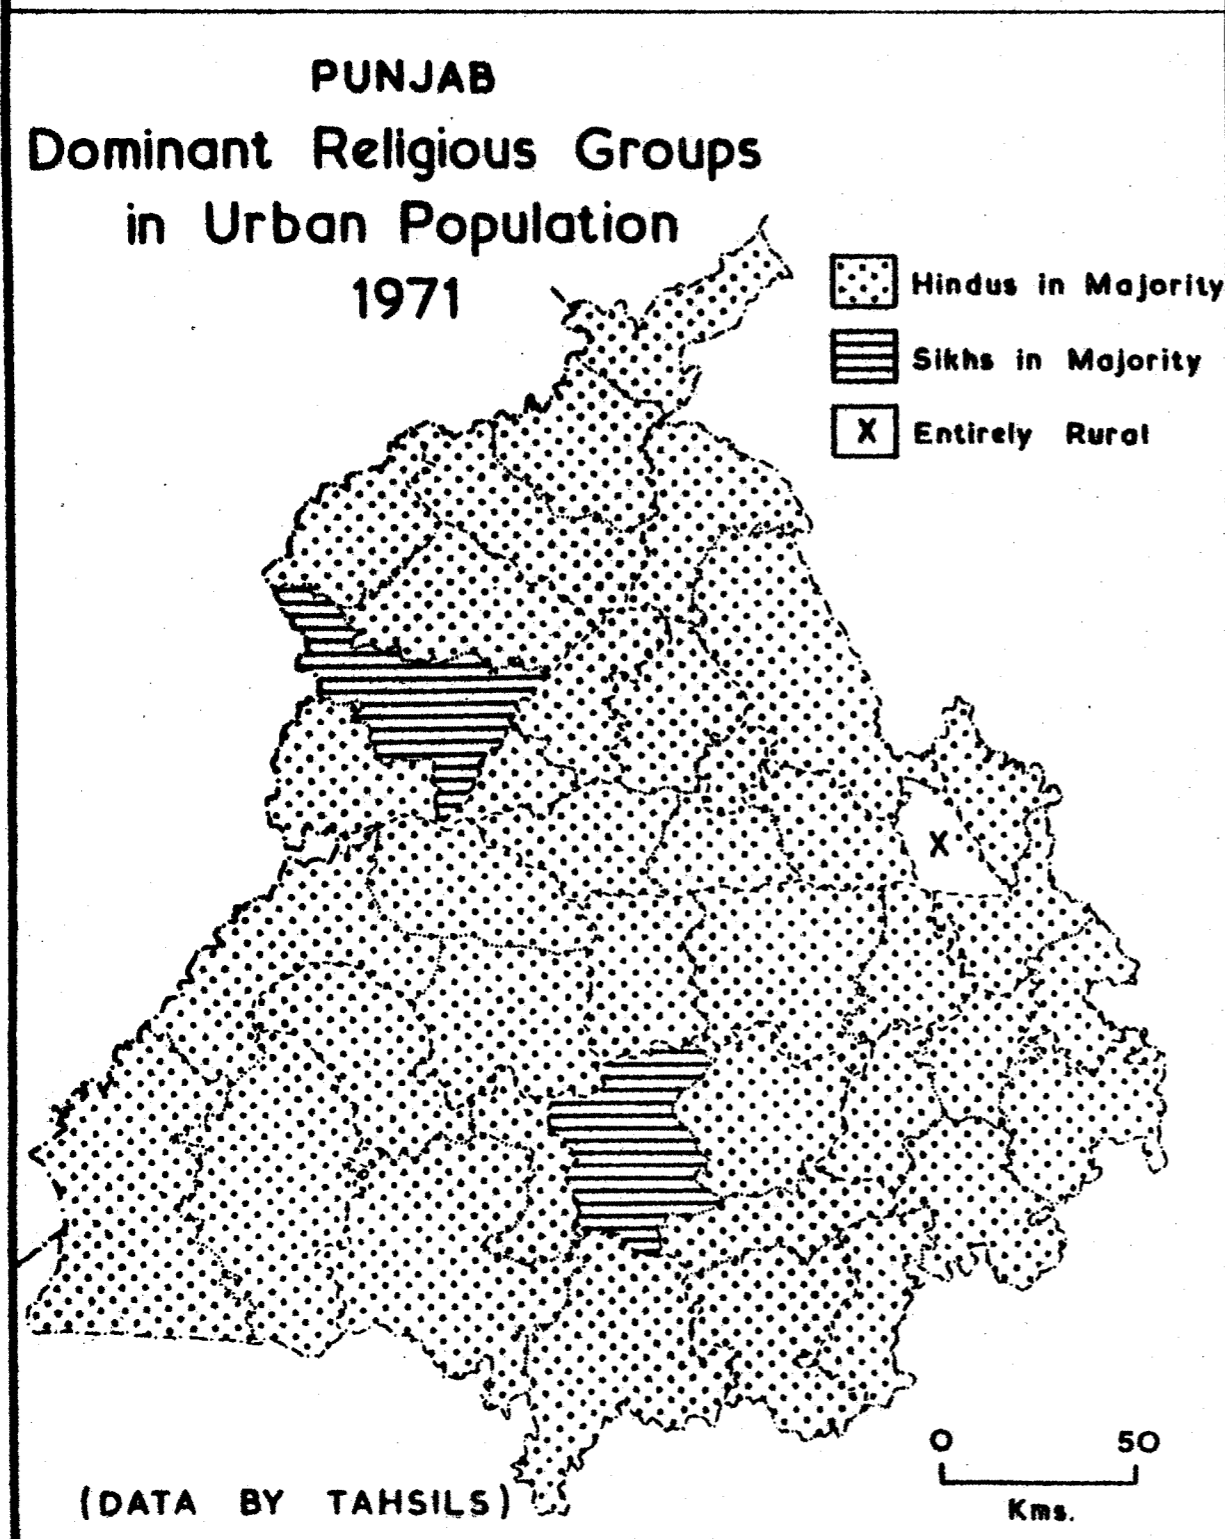 PUNJAB
Dominant Religious Groups
in Urban Population
1971
Hindus in Majority
Sikhs in Majority
X Entirely Rural
X
0 50
Kms.
(DATA BY TAHSILS)